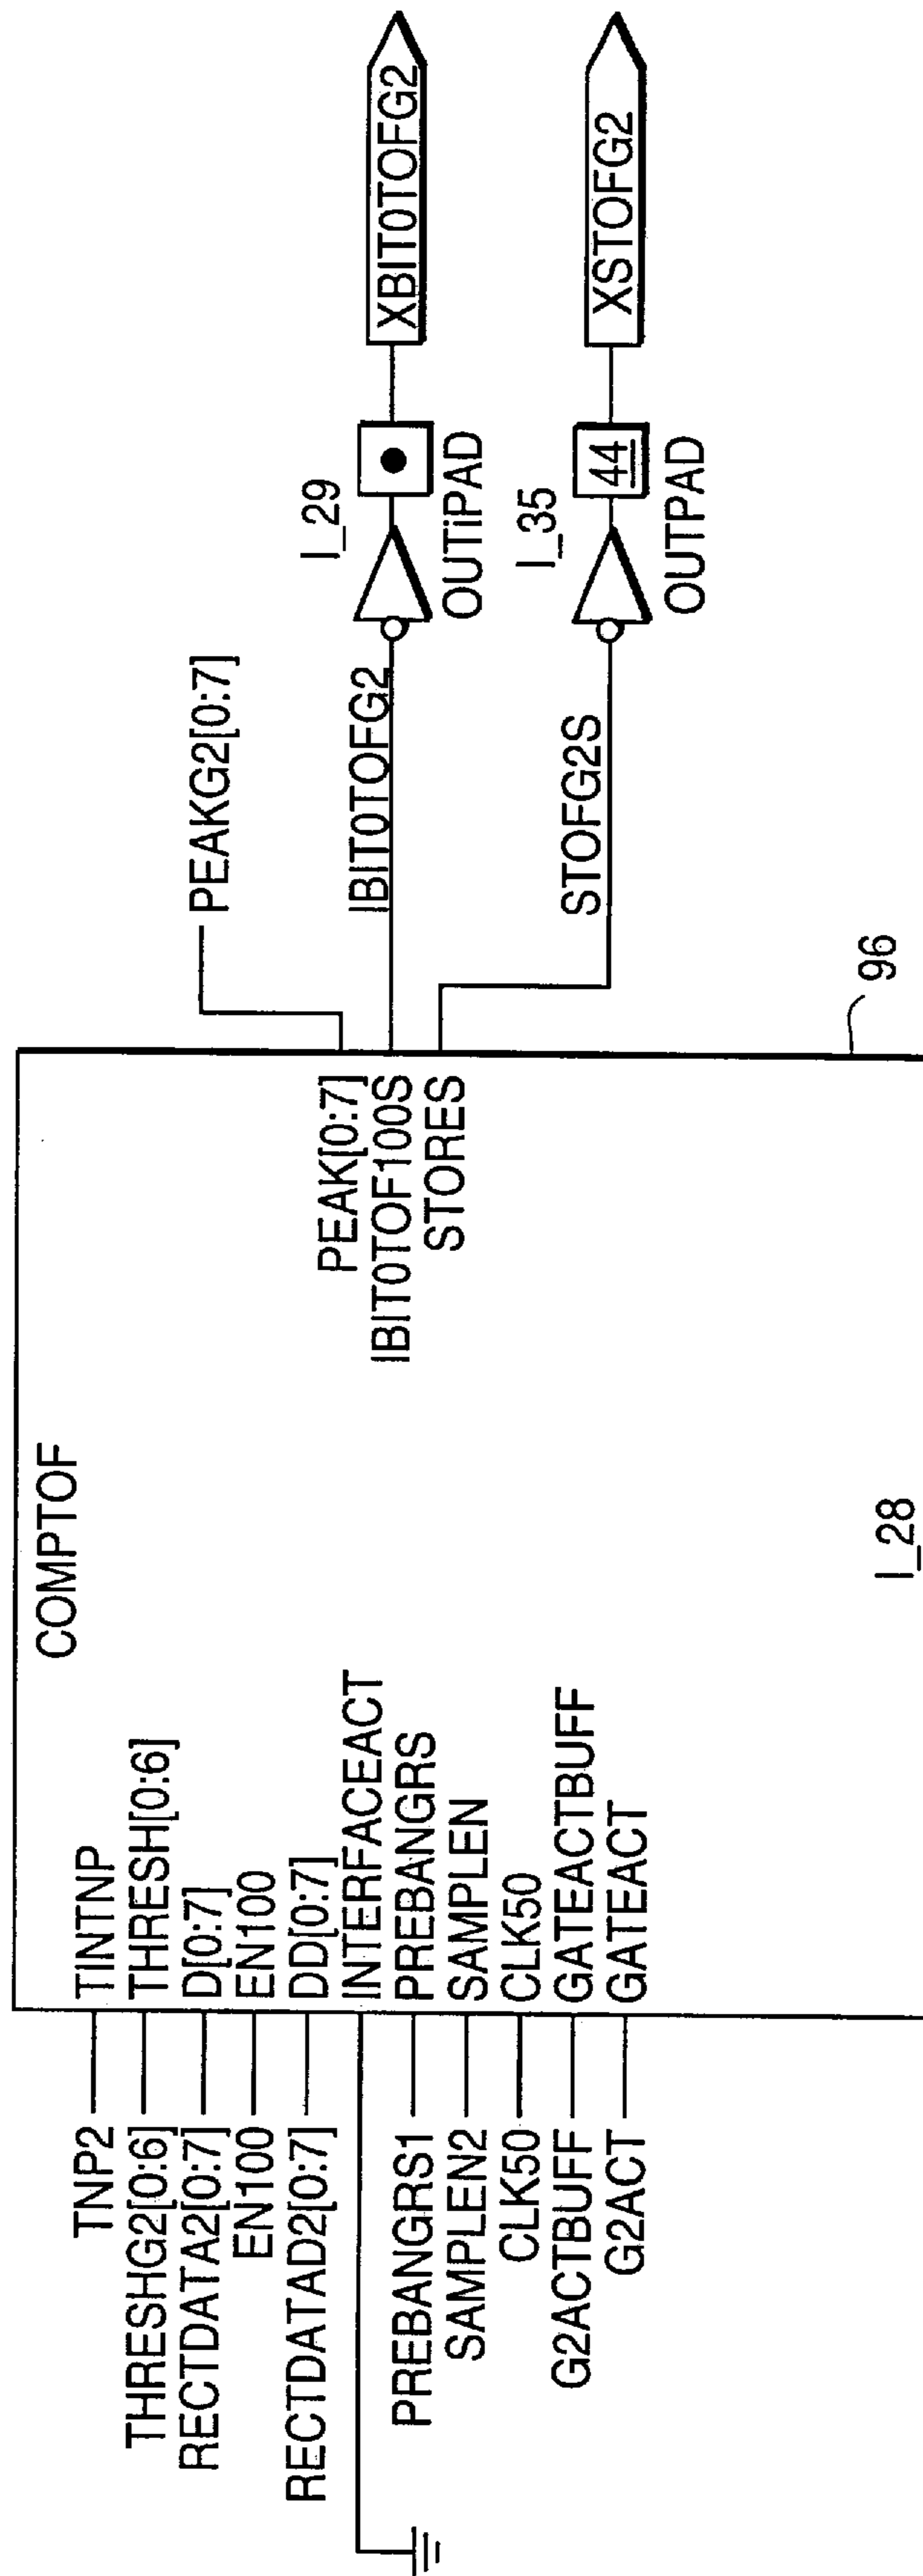 COMPTOF
TNP2
TINTNP
THRESHG2[0:6]
THRESH[0:6]
RECTDATA2[0:7]
D[0:7]
EN100
EN100
RECTDATAD2[0:7]
DD[0:7]
INTERFACEACT
PREBANGRS1
PREBANGRS
SAMPLEN2
SAMPLEN
CLK50
CLK50
G2ACTBUFF
GATEACTBUFF
G2ACT
GATEACT
I_28
PEAK[0:7]
IBIT0TOF100S
STORES
96
PEAKG2[0:7]
IBIT0TOFG2
I_29
OUTiPAD
XBIT0TOFG2
STOFG2S
I_35
44
OUTPAD
XSTOFG2